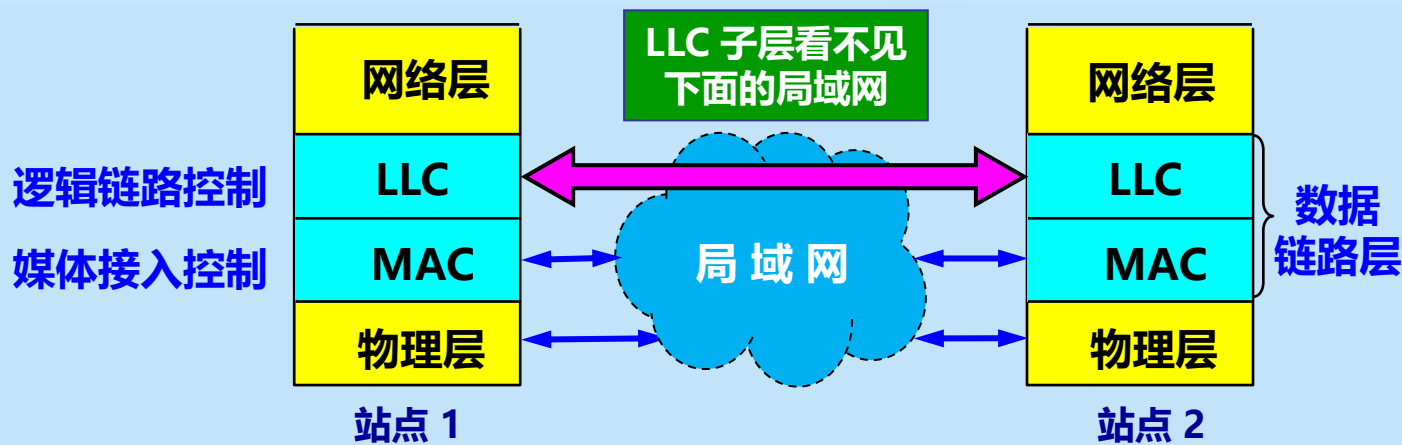 LLC 子层看不见
下面的局域网
网络层
网络层
逻辑链路控制
LLC
LLC
数据
链路层
媒体接入控制
MAC
局域网
MAC
物理层
物理层
站点 1
站点 2